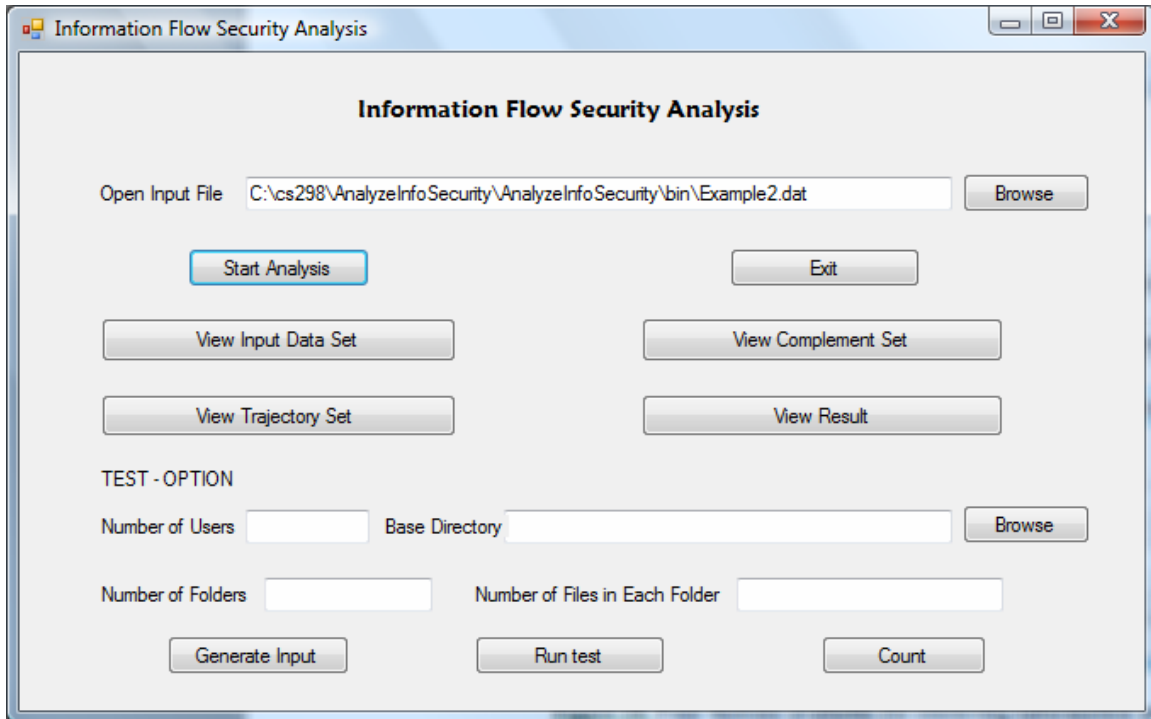 Information Flow Security Analysis
Information Flow Security Analysis
Open Input File C:\cs298\AnalyzeInfoSecurity\AnalyzeInfoSecurity\bin\Example2.dat Browse
Start Analysis Exit
View Input Data Set View Complement Set
View Trajectory Set View Result
TEST - OPTION
Number of Users Base Directory Browse
Number of Folders Number of Files in Each Folder
Generate Input Run test Count